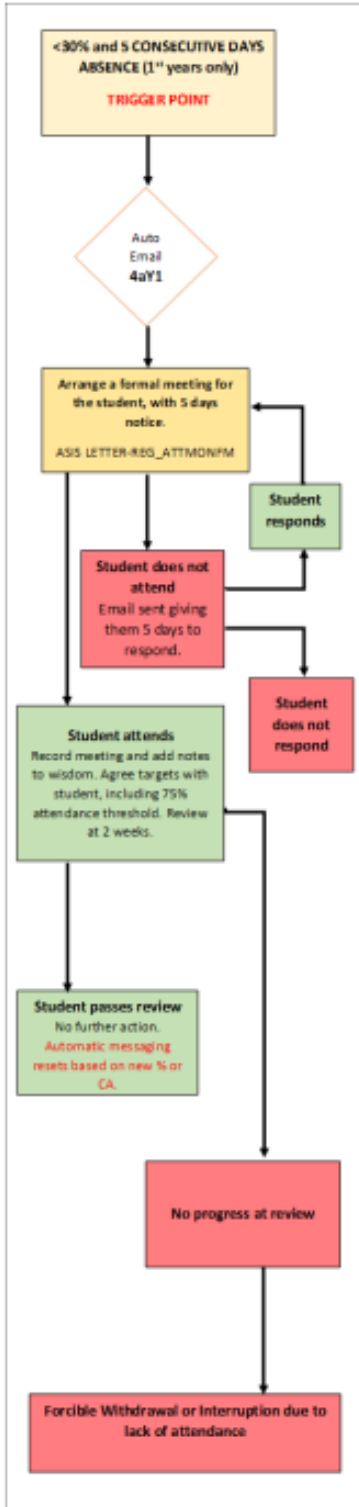 <30% and 5 CONSECUTIVE DAYS
ABSENCE (1st years only)
TRIGGER POINT
Auto
Email
4aY1
Arrange a formal meeting for
the student, with 5 days
notice.
ASIS LETTER-REG_ATTMONFM
Student
responds
Student does not
attend
Email sent giving
them 5 days to
respond.
Student
does not
respond
Student attends
Record meeting and add notes
to wisdom. Agree targets with
student, including 75%
attendance threshold. Review
at 2 weeks.
Student passes review
No further action.
Automatic messaging
resets based on new % or
CA.
No progress at review
Forcible Withdrawal or Interruption due to
lack of attendance